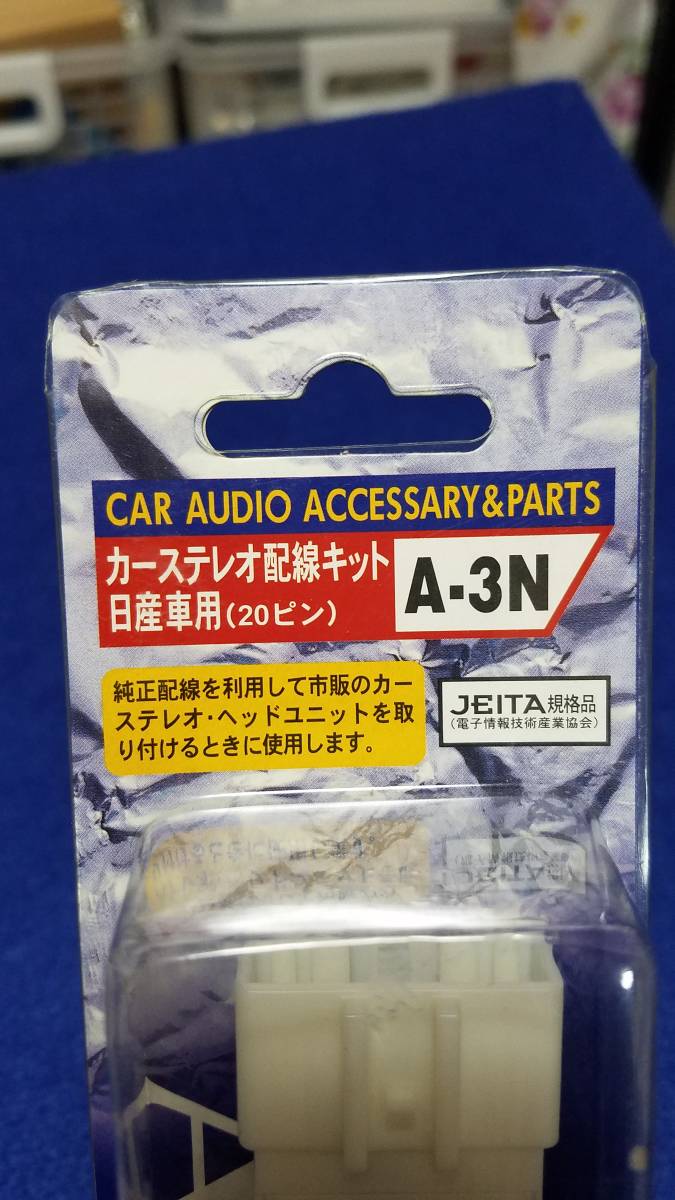 CAR AUDIO ACCESSARY&PARTS
カーステレオ配線キット
日産車用(20ピン)
A-3N
純正配線を利用して市販のカー
ステレオ・ヘッドユニットを取
り付けるときに使用します。
JEITA規格品
(電子情報技術産業協会)